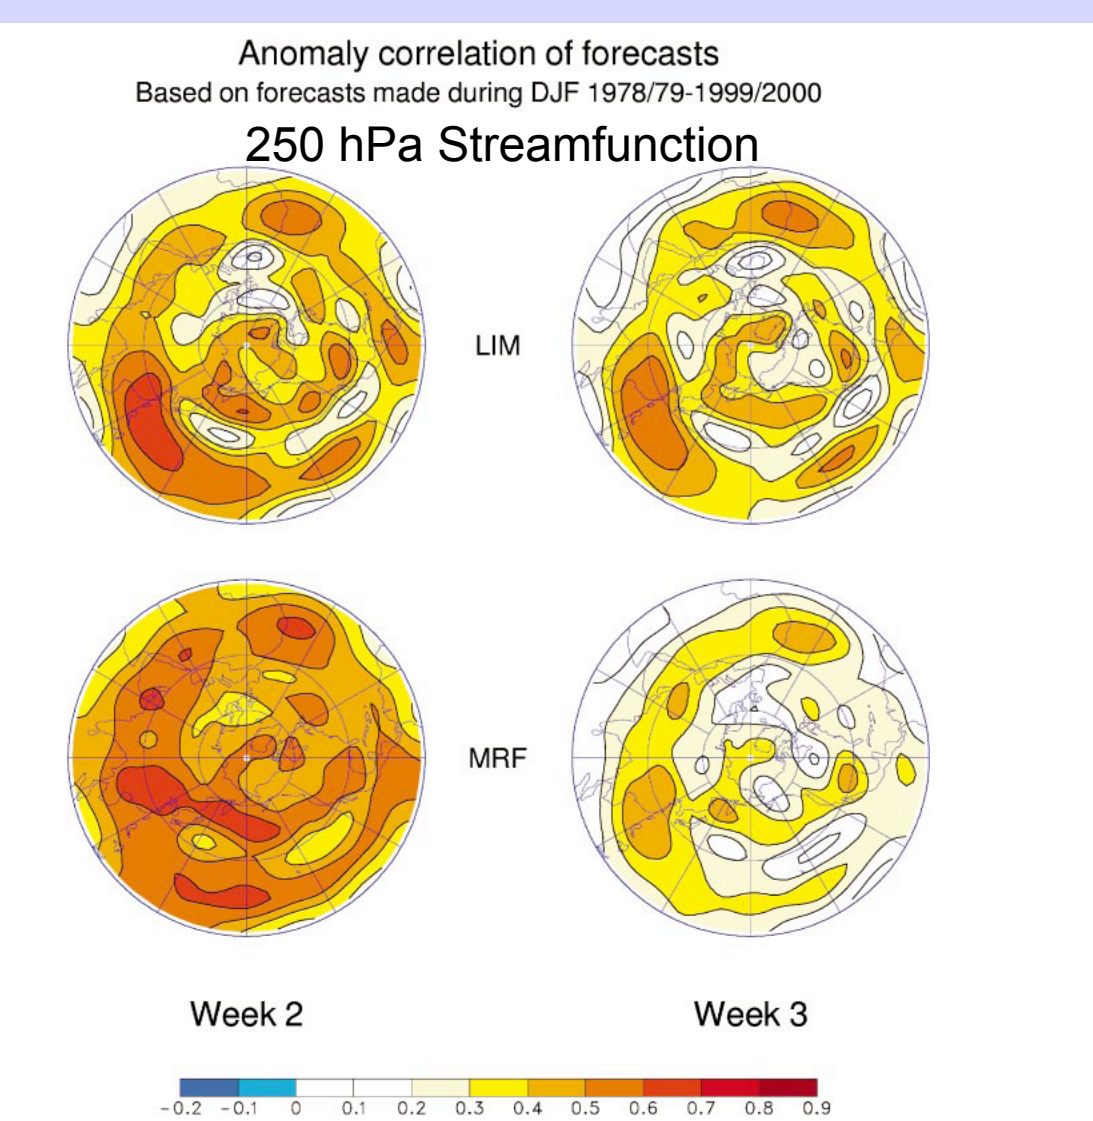 Anomaly correlation of forecasts
Based on forecasts made during DJF 1978/79-1999/2000
250 hPa Streamfunction
LIM
MRF
Week 2
Week 3
-0.2 -0.1 0 0.1 0.2 0.3 0.4 0.5 0.6 0.7 0.8 0.9